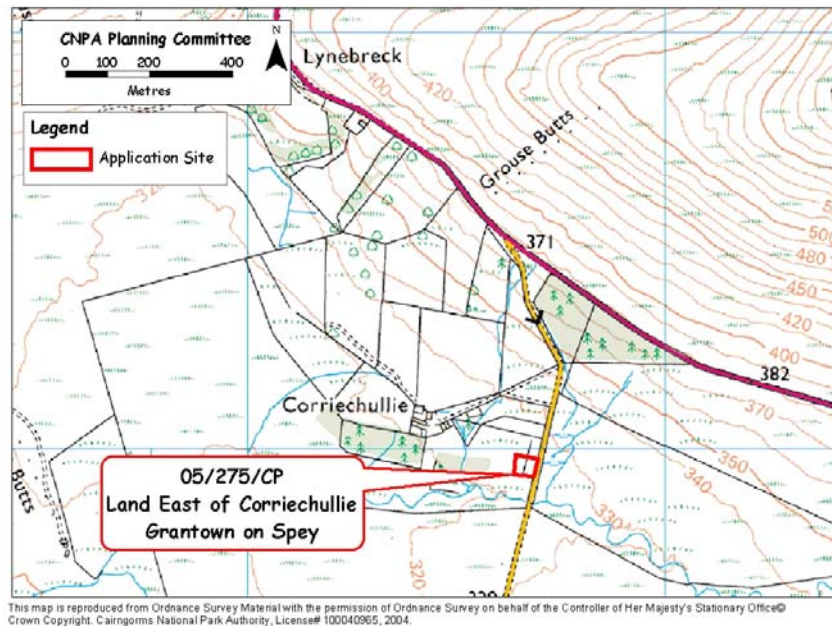 CNPA Planning Committee
N
0 100 200 400
Metres
Legend
Application Site
Lynebreck
Grouse Butts
400
400
371
500
480
450
420
420
400
382
370
350
340
330
320
Corriechullie
Butts
05/275/CP
Land East of Corriechullie
Grantown on Spey
This map is reproduced from Ordnance Survey Material with the permission of Ordnance Survey on behalf of the Controller of Her Majesty's Stationary Office©
Crown Copyright. Cairngorms National Park Authority, License# 100040965, 2004.